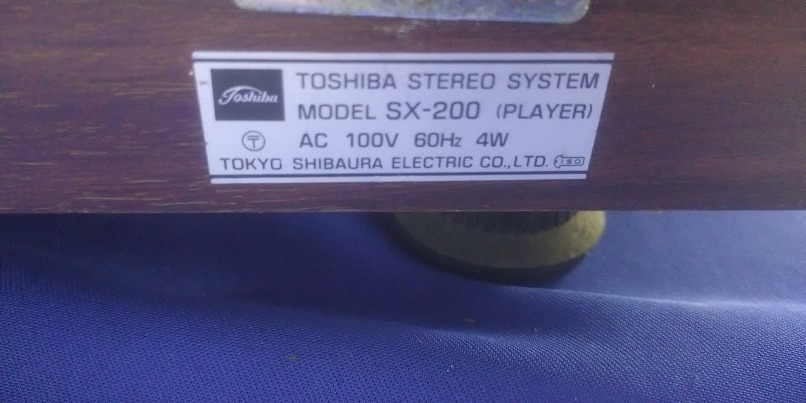 Toshiba
TOSHIBA STEREO SYSTEM
MODEL SX-200 (PLAYER)
〒 AC 100V 60Hz 4W
TOKYO SHIBAURA ELECTRIC CO., LTD.